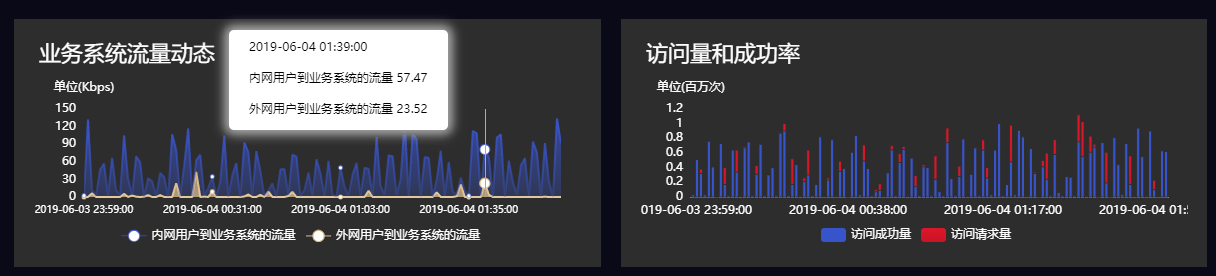 业务系统流量动态
2019-06-04 01:39:00
内网用户到业务系统的流量 57.47
外网用户到业务系统的流量 23.52
单位(Kbps)
150
120
90
60
30
0
2019-06-03 23:59:00 2019-06-04 00:31:00 2019-06-04 01:03:00 2019-06-04 01:35:00
内网用户到业务系统的流量 外网用户到业务系统的流量
访问量和成功率
单位(百万次)
1.2
1
0.8
0.6
0.4
0.2
0
019-06-03 23:59:00 2019-06-04 00:38:00 2019-06-04 01:17:00 2019-06-04 01:5
访问成功量 访问请求量